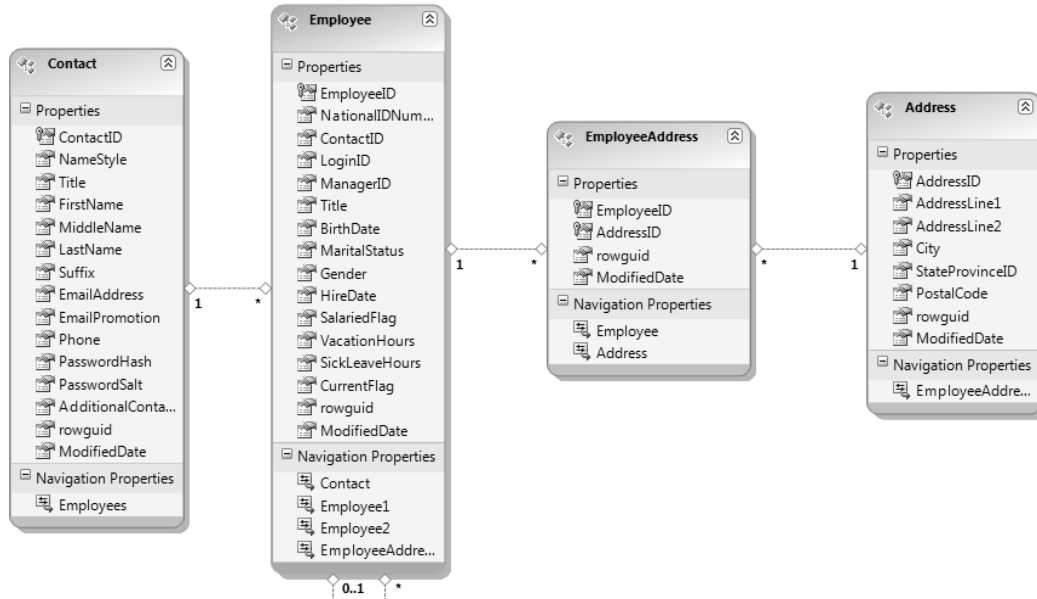 Contact
Properties
ContactID
NameStyle
Title
FirstName
MiddleName
LastName
Suffix
EmailAddress
EmailPromotion
Phone
PasswordHash
PasswordSalt
AdditionalConta...
rowguid
ModifiedDate
Navigation Properties
Employees
1
*
Employee
Properties
EmployeeID
NationalIDNum...
ContactID
LoginID
ManagerID
Title
BirthDate
MaritalStatus
Gender
HireDate
SalariedFlag
VacationHours
SickLeaveHours
CurrentFlag
rowguid
ModifiedDate
Navigation Properties
Contact
Employee1
Employee2
EmployeeAddre...
0..1
*
1
*
EmployeeAddress
Properties
EmployeeID
AddressID
rowguid
ModifiedDate
Navigation Properties
Employee
Address
*
1
Address
Properties
AddressID
AddressLine1
AddressLine2
City
StateProvinceID
PostalCode
rowguid
ModifiedDate
Navigation Properties
EmployeeAddre...